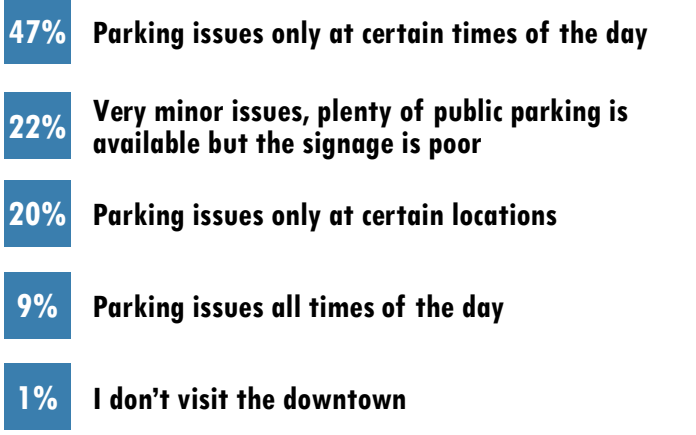 47% Parking issues only at certain times of the day
22% Very minor issues, plenty of public parking is
available but the signage is poor
20% Parking issues only at certain locations
9% Parking issues all times of the day
1% I don’t visit the downtown